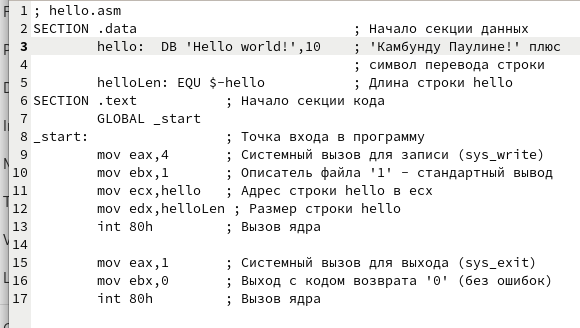 1 ; hello.asm
2 SECTION .data ; Начало секции данных
3 hello: DB 'Hello world!',10 ; 'Камбунду Паулине!' плюс
4 ; символ перевода строки
5 helloLen: EQU $-hello ; Длина строки hello
6 SECTION .text ; Начало секции кода
7 GLOBAL _start
8 _start: ; Точка входа в программу
9 mov eax,4 ; Системный вызов для записи (sys_write)
10 mov ebx,1 ; Описатель файла '1' - стандартный вывод
11 mov ecx,hello ; Адрес строки hello в ecx
12 mov edx,helloLen ; Размер строки hello
13 int 80h ; Вызов ядра
14
15 mov eax,1 ; Системный вызов для выхода (sys_exit)
16 mov ebx,0 ; Выход с кодом возврата '0' (без ошибок)
17 int 80h ; Вызов ядра